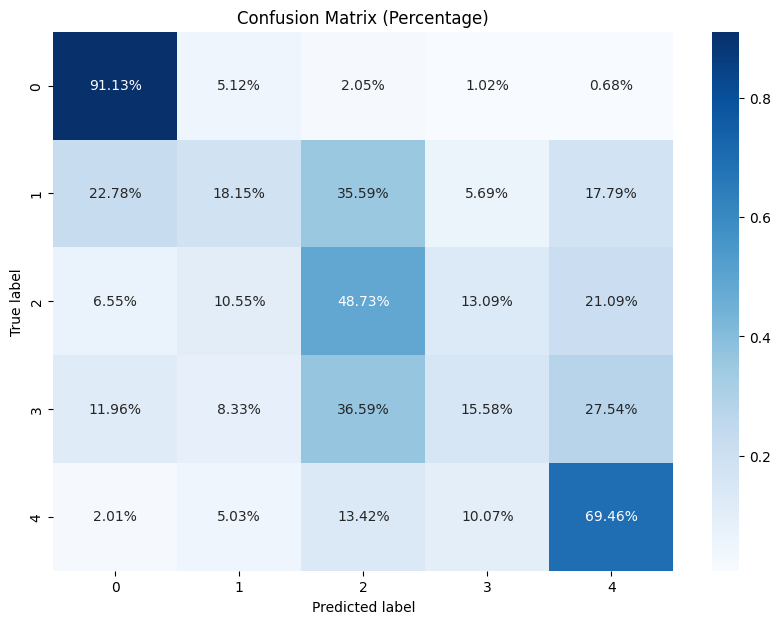 Confusion Matrix (Percentage)
0 91.13% 5.12% 2.05% 1.02% 0.68%
1 22.78% 18.15% 35.59% 5.69% 17.79%
2 6.55% 10.55% 48.73% 13.09% 21.09%
3 11.96% 8.33% 36.59% 15.58% 27.54%
4 2.01% 5.03% 13.42% 10.07% 69.46%
0 1 2 3 4
Predicted label
True label
0.8
0.6
0.4
0.2